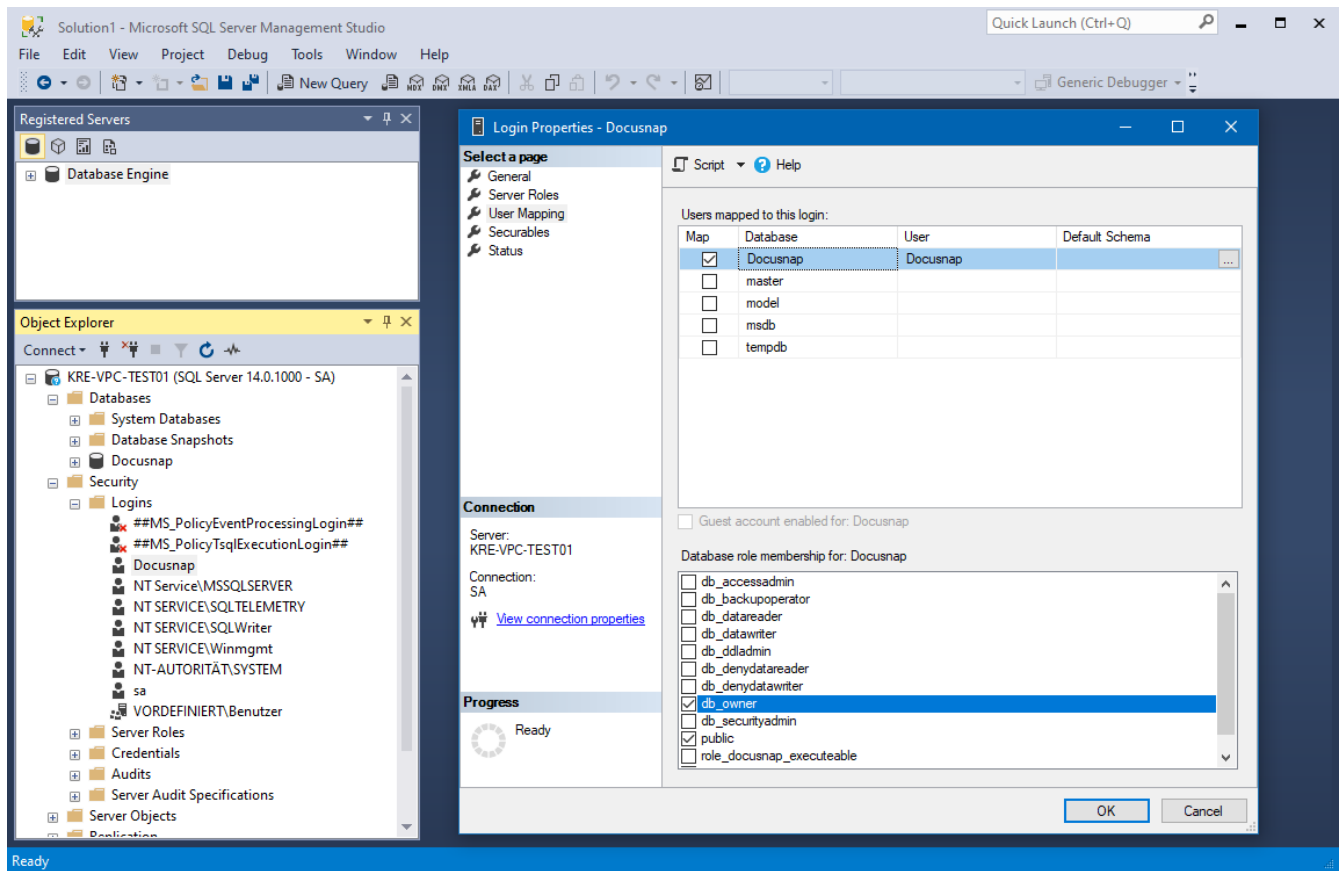 Solution1 - Microsoft SQL Server Management Studio
Quick Launch (Ctrl+Q)
File Edit View Project Debug Tools Window Help
New Query MDX DMX XMLA DAX Generic Debugger
Registered Servers
Database Engine
Object Explorer
Connect
KRE-VPC-TEST01 (SQL Server 14.0.1000 - SA)
Databases
System Databases
Database Snapshots
Docusnap
Security
Logins
##MS_PolicyEventProcessingLogin##
##MS_PolicyTsqlExecutionLogin##
Docusnap
NT Service\MSSQLSERVER
NT SERVICE\SQLTELEMETRY
NT SERVICE\SQLWriter
NT SERVICE\Winmgmt
NT-AUTORITÄT\SYSTEM
sa
VORDEFINIERT\Benutzer
Server Roles
Credentials
Audits
Server Audit Specifications
Server Objects
Replication
Login Properties - Docusnap
Select a page
General
Server Roles
User Mapping
Securables
Status
Connection
Server:
KRE-VPC-TEST01
Connection:
SA
View connection properties
Progress
Ready
Script Help
Users mapped to this login:
Map Database User Default Schema
Docusnap Docusnap ...
master
model
msdb
tempdb
Guest account enabled for: Docusnap
Database role membership for: Docusnap
db_accessadmin
db_backupoperator
db_datareader
db_datawriter
db_ddladmin
db_denydatareader
db_denydatawriter
db_owner
db_securityadmin
public
role_docusnap_executeable
OK Cancel
Ready